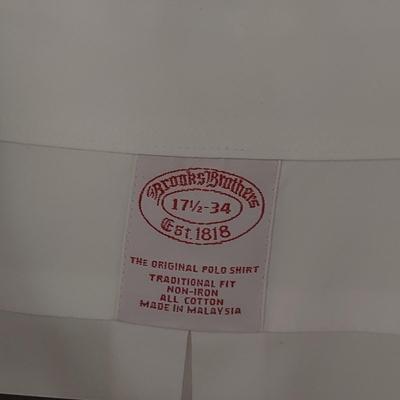 Brooks Brothers
17½-34
Est. 1818
THE ORIGINAL POLO SHIRT
TRADITIONAL FIT
NON-IRON
ALL COTTON
MADE IN MALAYSIA